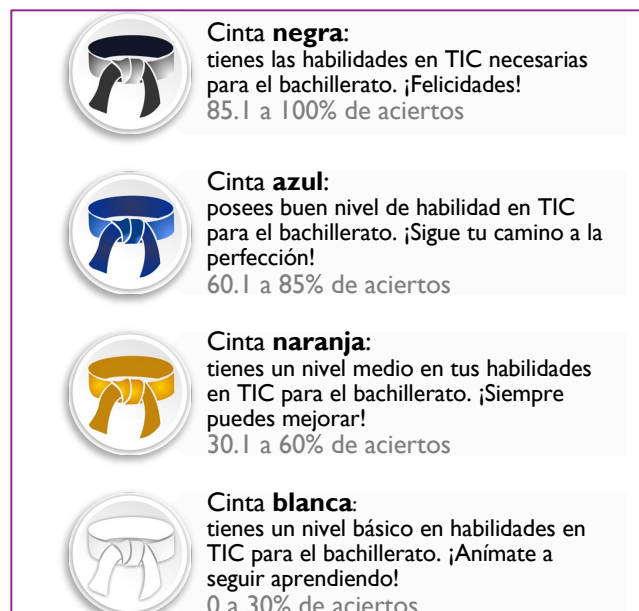 Cinta negra:
tienes las habilidades en TIC necesarias
para el bachillerato. ¡Felicidades!
85.1 a 100% de aciertos
Cinta azul:
posees buen nivel de habilidad en TIC
para el bachillerato. ¡Sigue tu camino a la
perfección!
60.1 a 85% de aciertos
Cinta naranja:
tienes un nivel medio en tus habilidades
en TIC para el bachillerato. ¡Siempre
puedes mejorar!
30.1 a 60% de aciertos
Cinta blanca:
tienes un nivel básico en habilidades en
TIC para el bachillerato. ¡Anímate a
seguir aprendiendo!
0 a 30% de aciertos